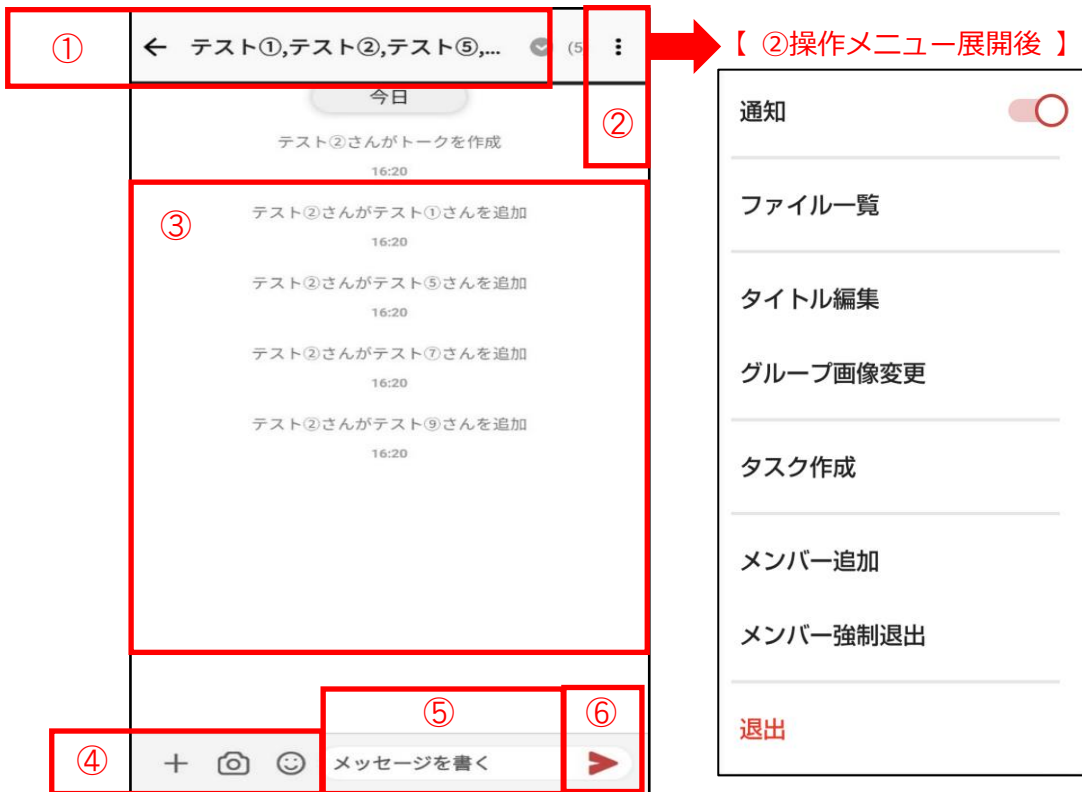 ①
← テスト①,テスト②,テスト⑤,... (5
②
今日
テスト②さんがトークを作成
16:20
③
テスト②さんがテスト①さんを追加
16:20
テスト②さんがテスト⑤さんを追加
16:20
テスト②さんがテスト⑦さんを追加
16:20
テスト②さんがテスト⑨さんを追加
16:20
④
⑤
メッセージを書く
⑥
【 ②操作メニュー展開後 】
通知
ファイル一覧
タイトル編集
グループ画像変更
タスク作成
メンバー追加
メンバー強制退出
退出